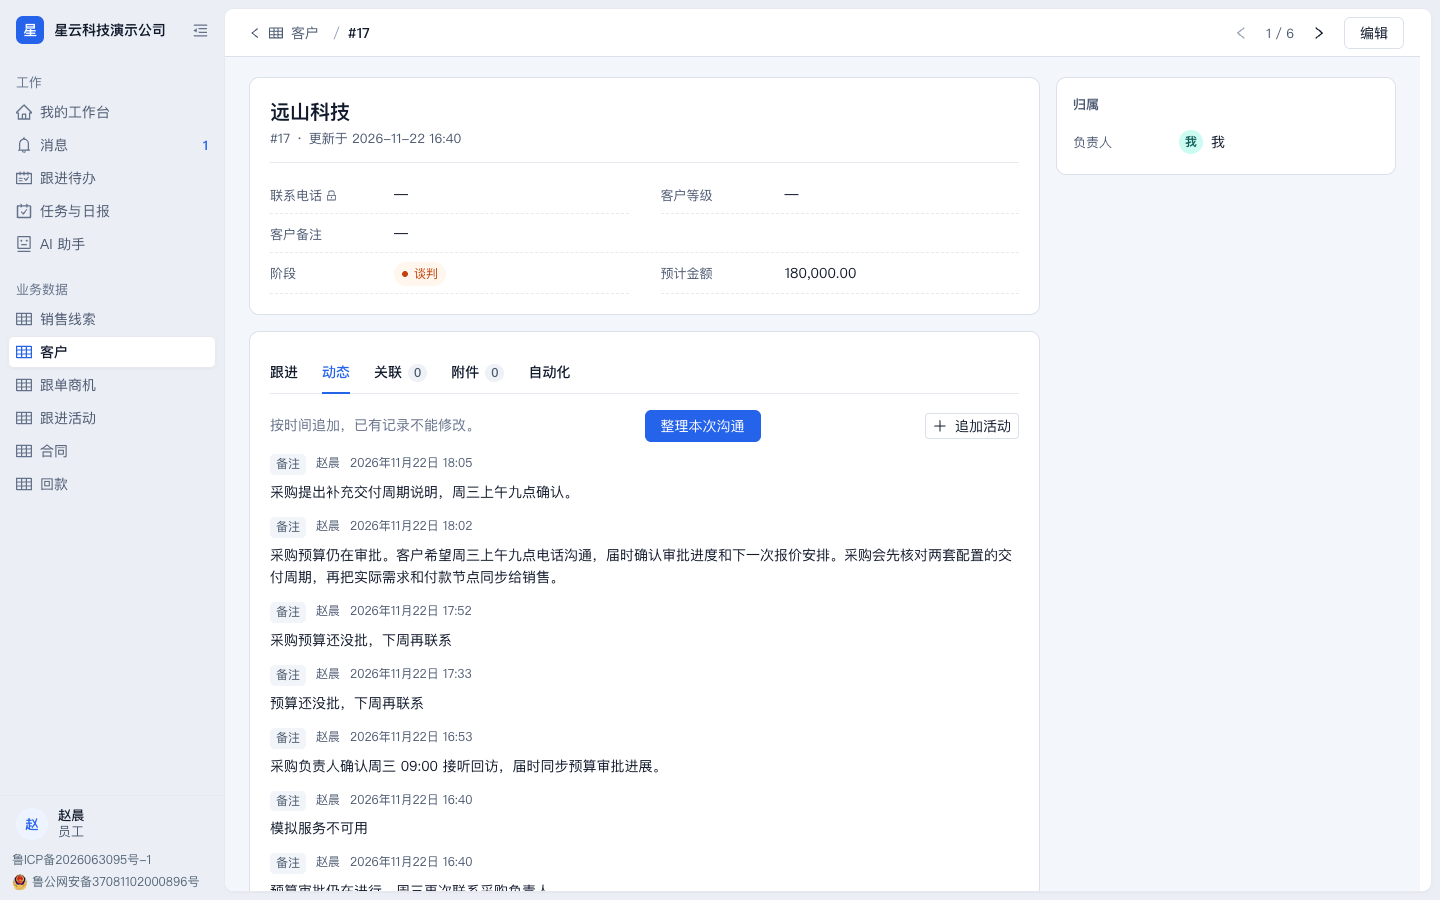 星 星云科技演示公司
工作
我的工作台
消息 1
跟进待办
任务与日报
AI 助手
业务数据
销售线索
客户
跟单商机
跟进活动
合同
回款
赵 赵晨
员工
鲁ICP备2026063095号-1
鲁公网安备37081102000896号
客户 / #17
1 / 6
编辑
远山科技
#17 · 更新于 2026-11-22 16:40
联系电话 —
客户等级 —
客户备注 —
阶段 谈判
预计金额 180,000.00
跟进 动态 关联 0 附件 0 自动化
按时间追加，已有记录不能修改。
整理本次沟通
追加活动
备注 赵晨 2026年11月22日 18:05
采购提出补充交付周期说明，周三上午九点确认。
备注 赵晨 2026年11月22日 18:02
采购预算仍在审批。客户希望周三上午九点电话沟通，届时确认审批进度和下一次报价安排。采购会先核对两套配置的交
付周期，再把实际需求和付款节点同步给销售。
备注 赵晨 2026年11月22日 17:52
采购预算还没批，下周再联系
备注 赵晨 2026年11月22日 17:33
预算还没批，下周再联系
备注 赵晨 2026年11月22日 16:53
采购负责人确认周三 09:00 接听回访，届时同步预算审批进展。
备注 赵晨 2026年11月22日 16:40
模拟服务不可用
备注 赵晨 2026年11月22日 16:40
预算审批仍在进行，周三再次联系采购负责人
归属
负责人 我 我